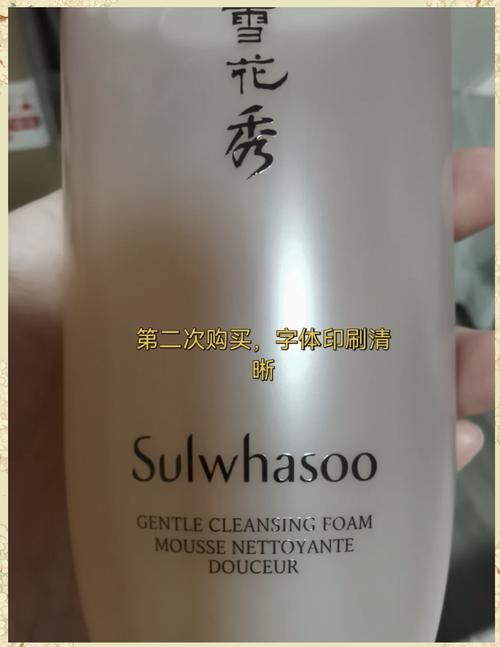 雪
花
秀
第二次购买，字体印刷清
晰
Sulwhasoo
GENTLE CLEANSING FOAM
MOUSSE NETTOYANTE
DOUCEUR